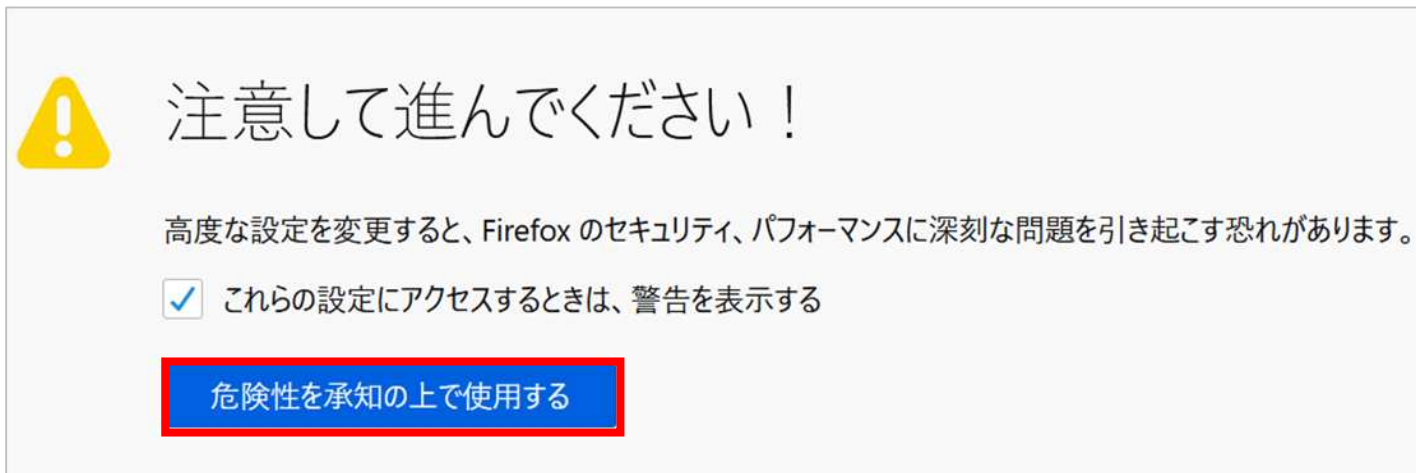 注意して進んでください！
高度な設定を変更すると、Firefox のセキュリティ、パフォーマンスに深刻な問題を引き起こす恐れがあります。
これらの設定にアクセスするときは、警告を表示する
危険性を承知の上で使用する